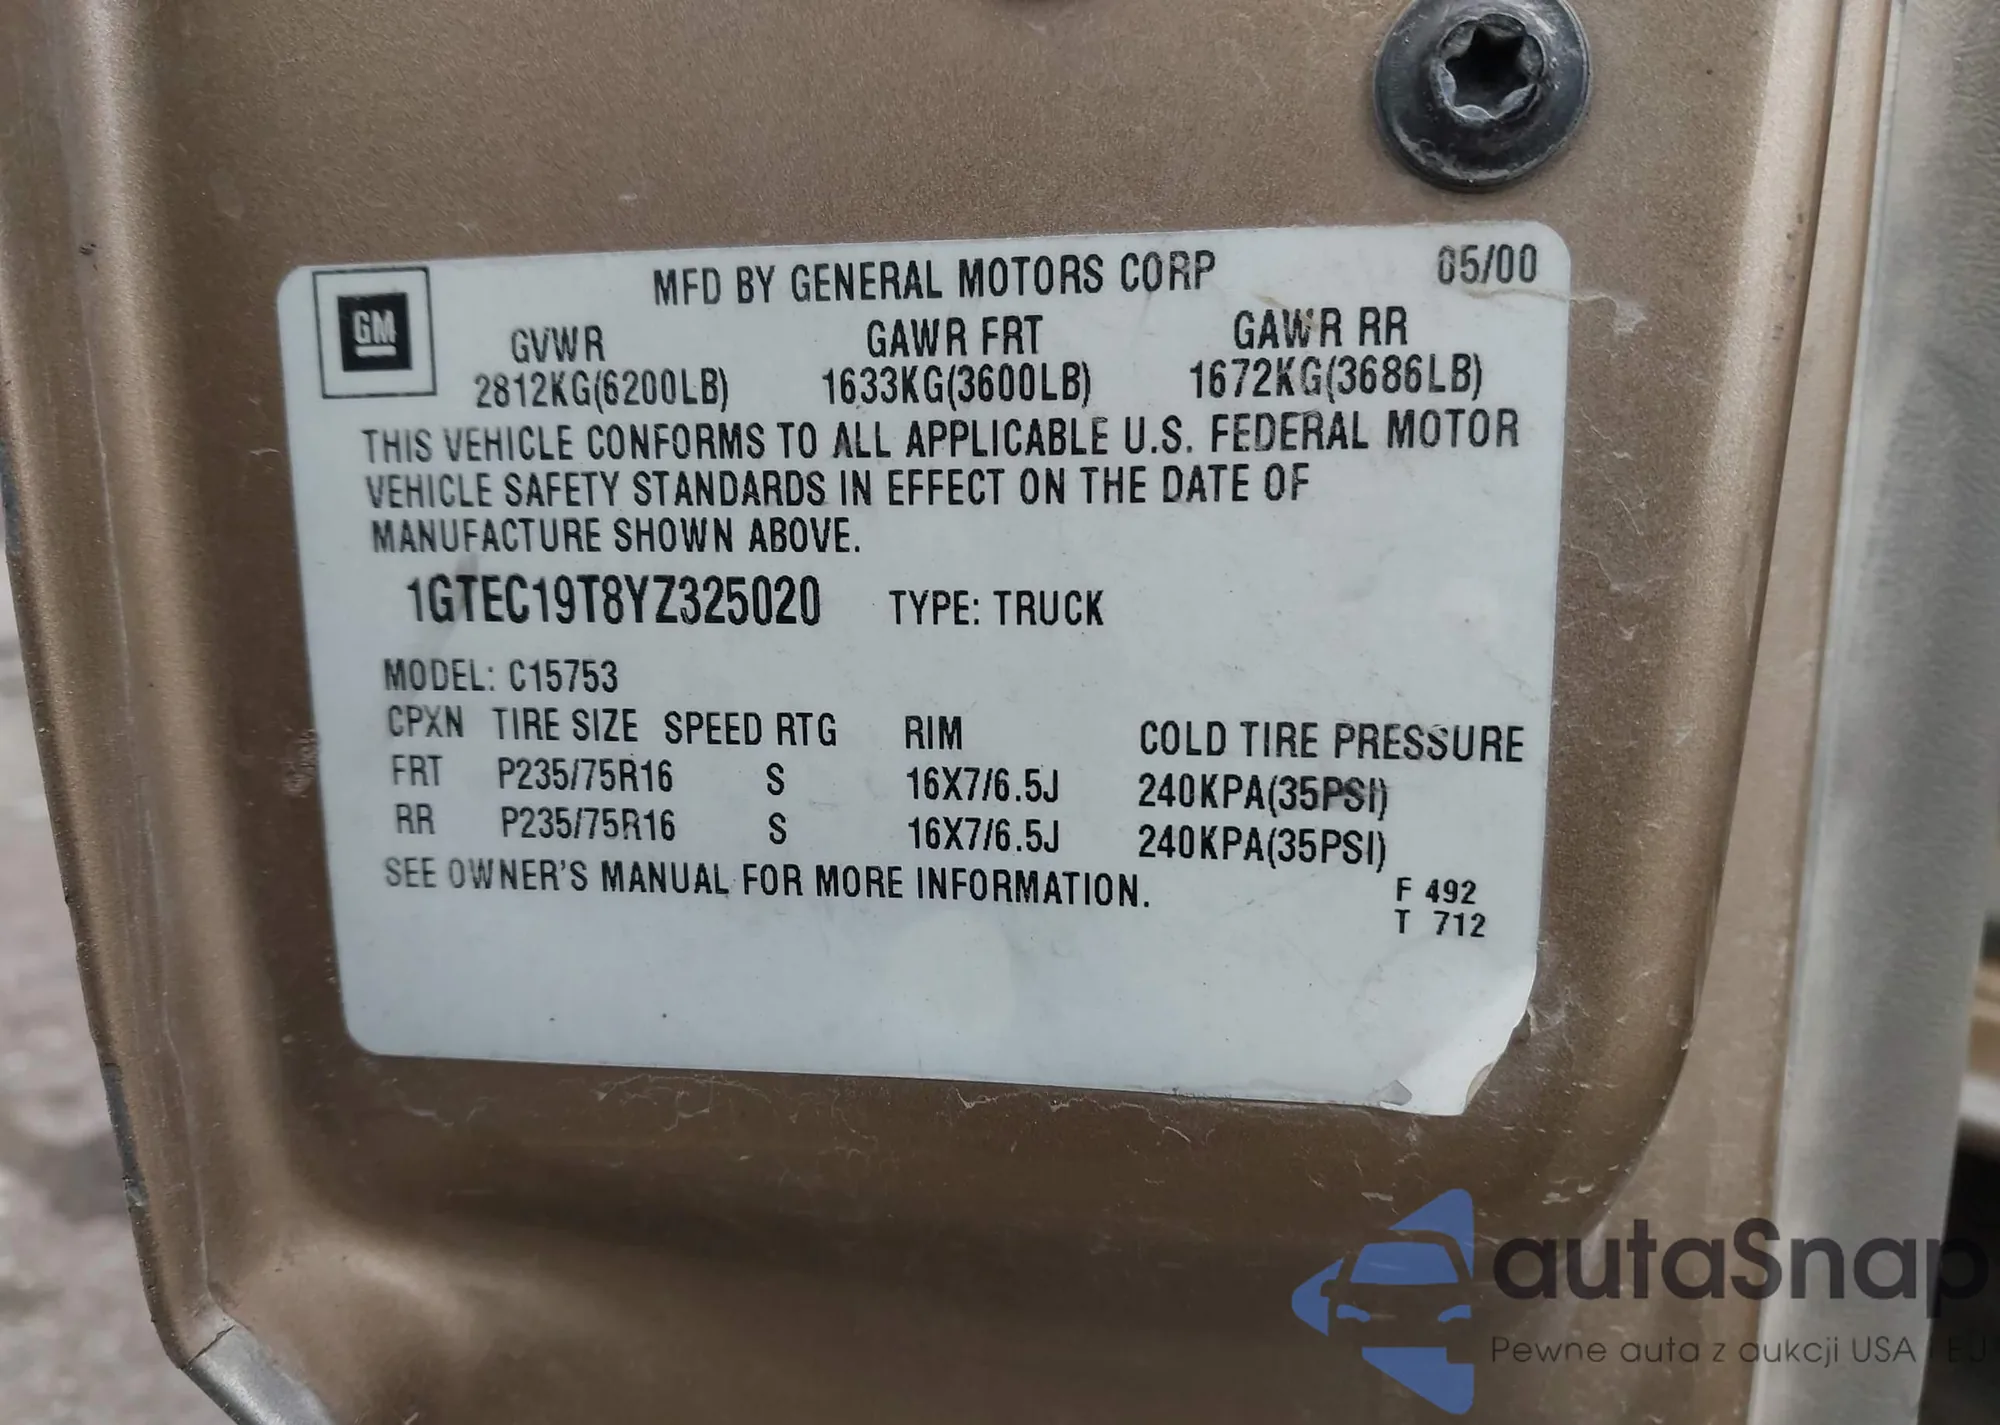 MFD BY GENERAL MOTORS CORP 05/00
GM
GVWR GAWR FRT GAWR RR
2812KG(6200LB) 1633KG(3600LB) 1672KG(3686LB)
THIS VEHICLE CONFORMS TO ALL APPLICABLE U.S. FEDERAL MOTOR
VEHICLE SAFETY STANDARDS IN EFFECT ON THE DATE OF
MANUFACTURE SHOWN ABOVE.
1GTEC19T8YZ325020 TYPE: TRUCK
MODEL: C15753
CPXN TIRE SIZE SPEED RTG RIM COLD TIRE PRESSURE
FRT P235/75R16 S 16X7/6.5J 240KPA(35PSI)
RR P235/75R16 S 16X7/6.5J 240KPA(35PSI)
SEE OWNER'S MANUAL FOR MORE INFORMATION.
F 492
T 712
autaSnap
Pewne auta z aukcji USA i EU